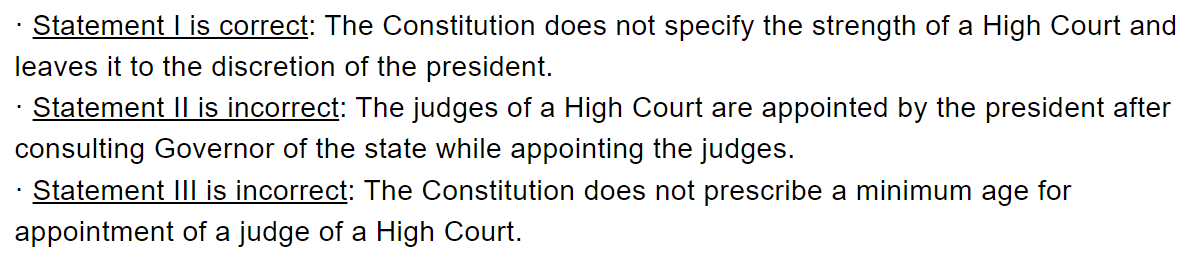 · Statement I is correct: The Constitution does not specify the strength of a High Court and
leaves it to the discretion of the president.
· Statement II is incorrect: The judges of a High Court are appointed by the president after
consulting Governor of the state while appointing the judges.
· Statement III is incorrect: The Constitution does not prescribe a minimum age for
appointment of a judge of a High Court.